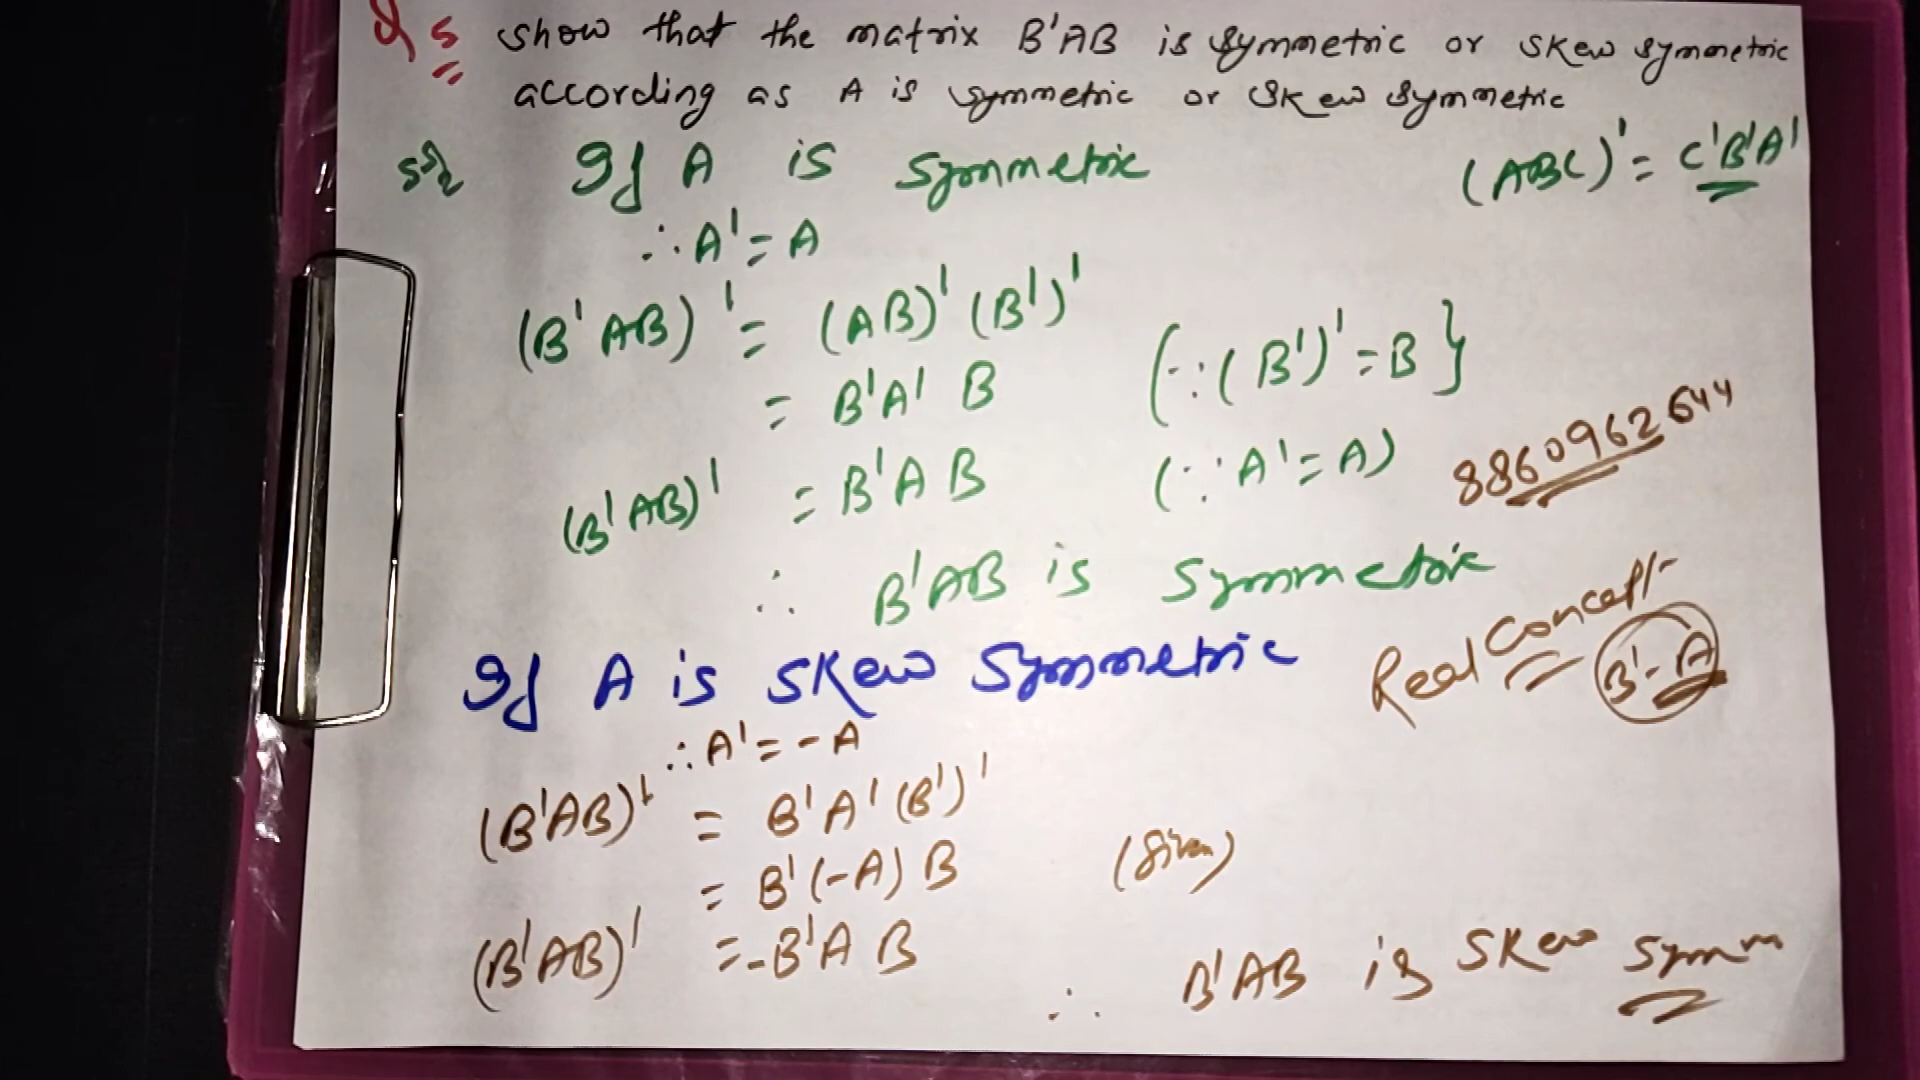 Q5 show that the matrix B'AB is symmetric or skew symmetric
according as A is symmetric or skew symmetric
Sol If A is symmetric
(ABC)' = C'B'A'
∴ A' = A
(B'AB)' = (AB)' (B')'
= B'A' B {∵ (B')' = B}
(B'AB)' = B'A B (∵ A' = A)
8860962644
∴ B'AB is symmetric
If A is skew symmetric
Real Concept
B'-A
∴ A' = -A
(B'AB)' = B'A' (B')'
= B'(-A) B (Given)
(B'AB)' = -B'A B
∴ B'AB is skew symm